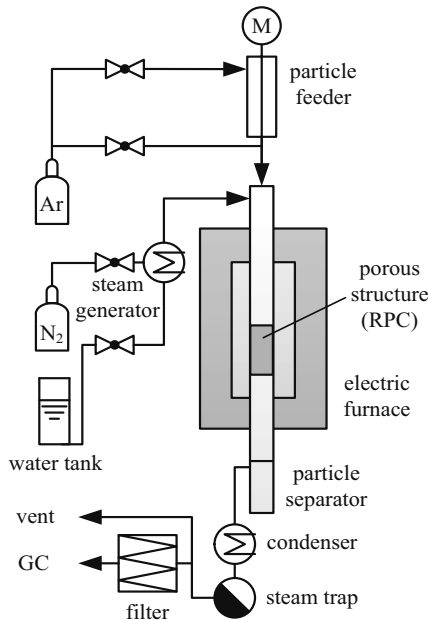 M
particle
feeder
Ar
steam
generator
N2
porous
structure
(RPC)
electric
furnace
water tank
particle
separator
vent
condenser
GC
steam trap
filter